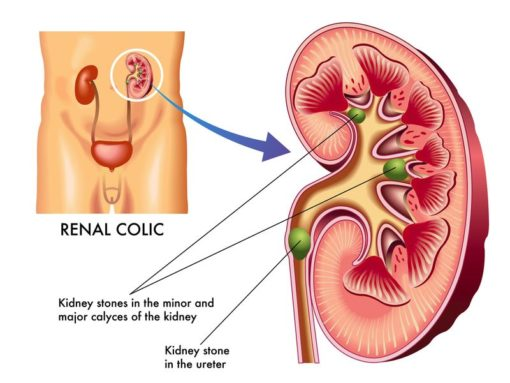 RENAL COLIC
Kidney stones in the minor and
major calyces of the kidney
Kidney stone
in the ureter